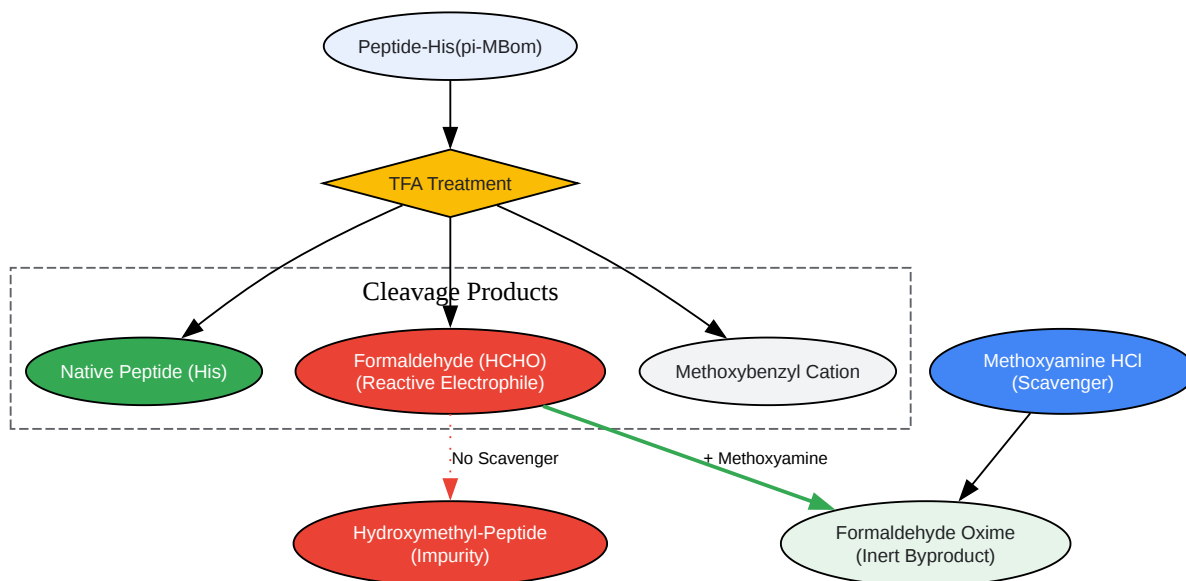 Peptide-His(pi-MBom)
TFA Treatment
Cleavage Products
Native Peptide (His)
Formaldehyde (HCHO)
(Reactive Electrophile)
Methoxybenzyl Cation
Methoxyamine HCl
(Scavenger)
No Scavenger
+ Methoxyamine
Hydroxymethyl-Peptide
(Impurity)
Formaldehyde Oxime
(Inert Byproduct)